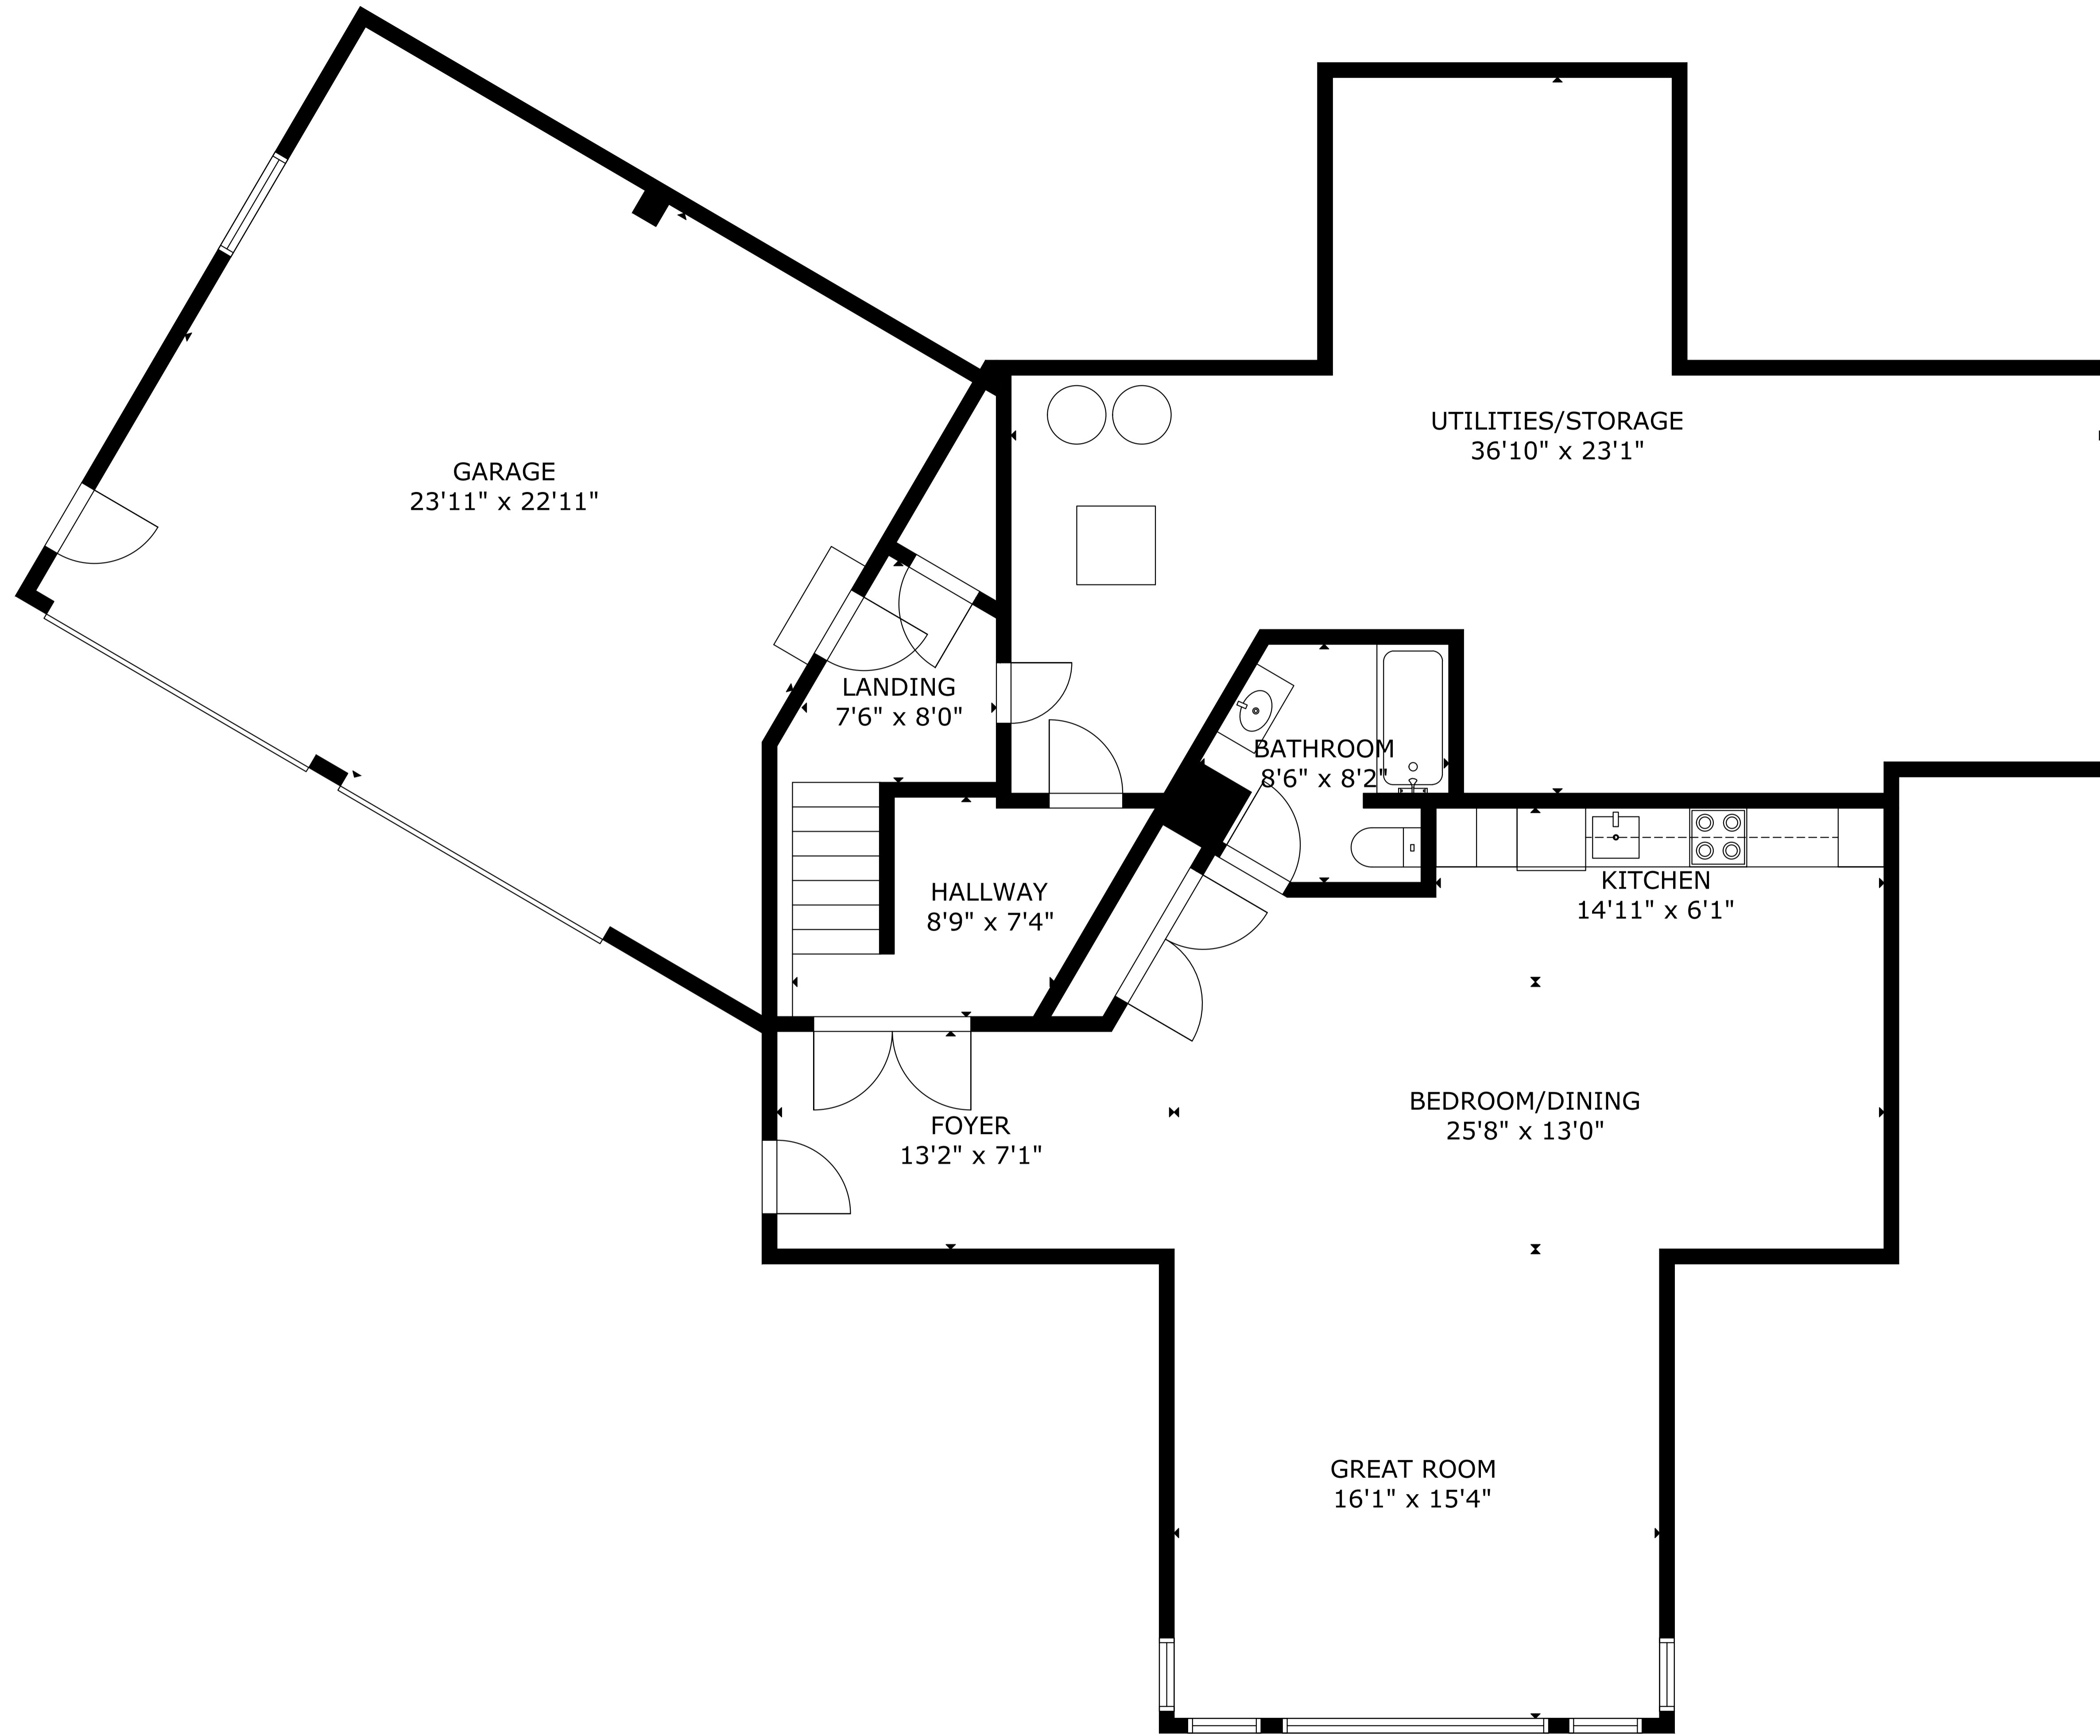 UTILITIES/STORAGE
36'10" x 23'1"
GARAGE
23'11" x 22'11"
LANDING
7'6" x 8'0"
BATHROOM
8'6" x 8'2"
HALLWAY
8'9" x 7'4"
KITCHEN
14'11" x 6'1"
FOYER
13'2" x 7'1"
BEDROOM/DINING
25'8" x 13'0"
GREAT ROOM
16'1" x 15'4"